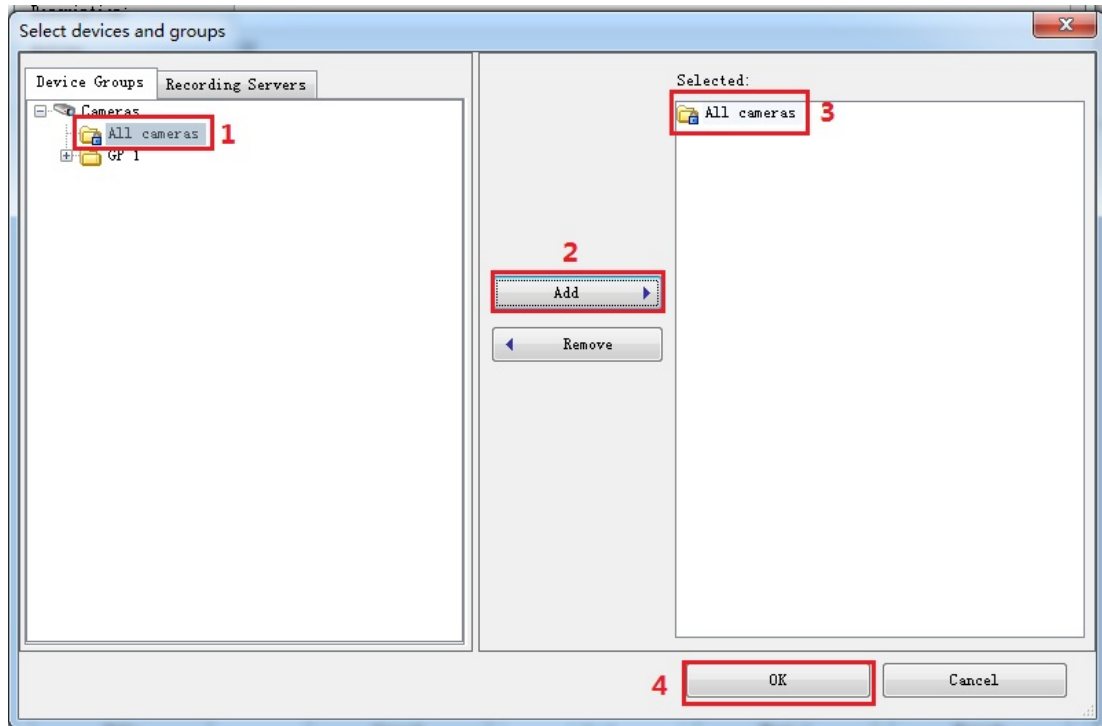 Description:
Select devices and groups
Device Groups
Recording Servers
Cameras
All cameras
1
GP 1
2
Add
Remove
Selected:
All cameras
3
4
OK
Cancel